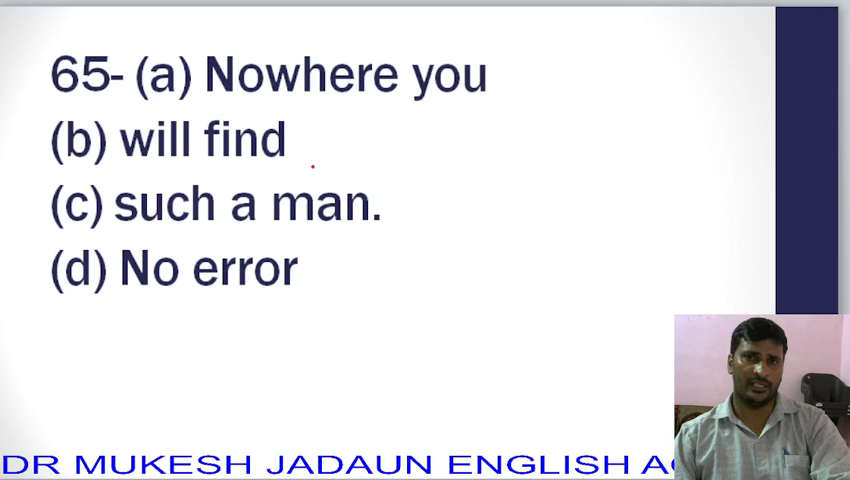 65- (a) Nowhere you
(b) will find
(c) such a man.
(d) No error
DR MUKESH JADAUN ENGLISH